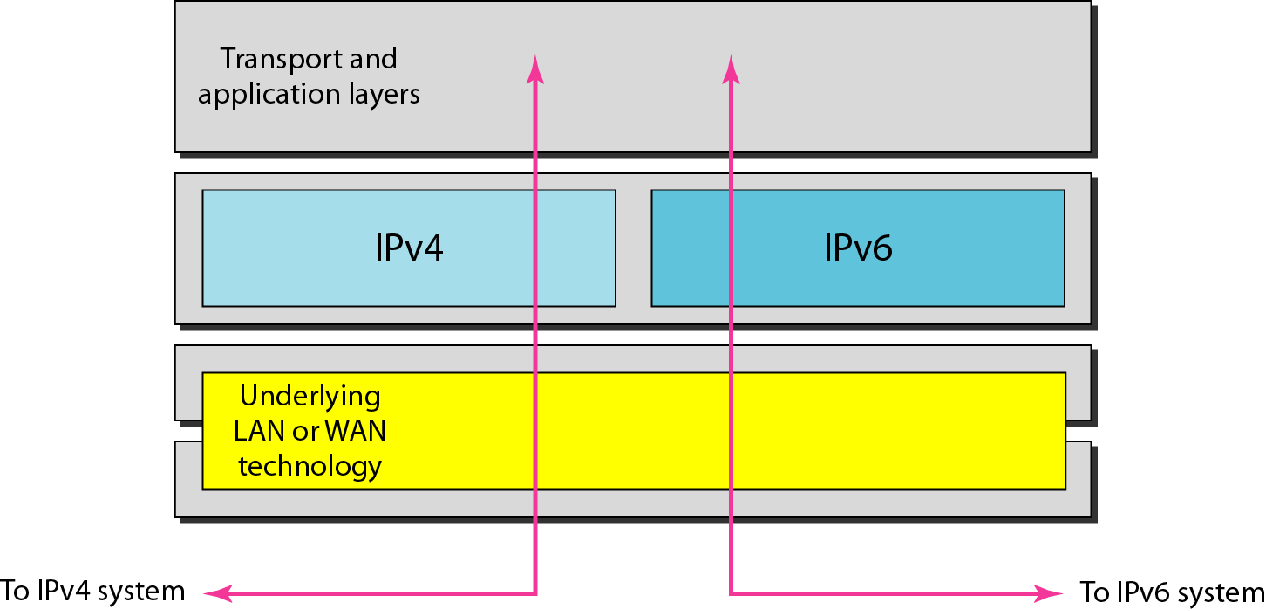 Transport and
application layers
IPv4
IPv6
Underlying
LAN or WAN
technology
To IPv4 system
To IPv6 system